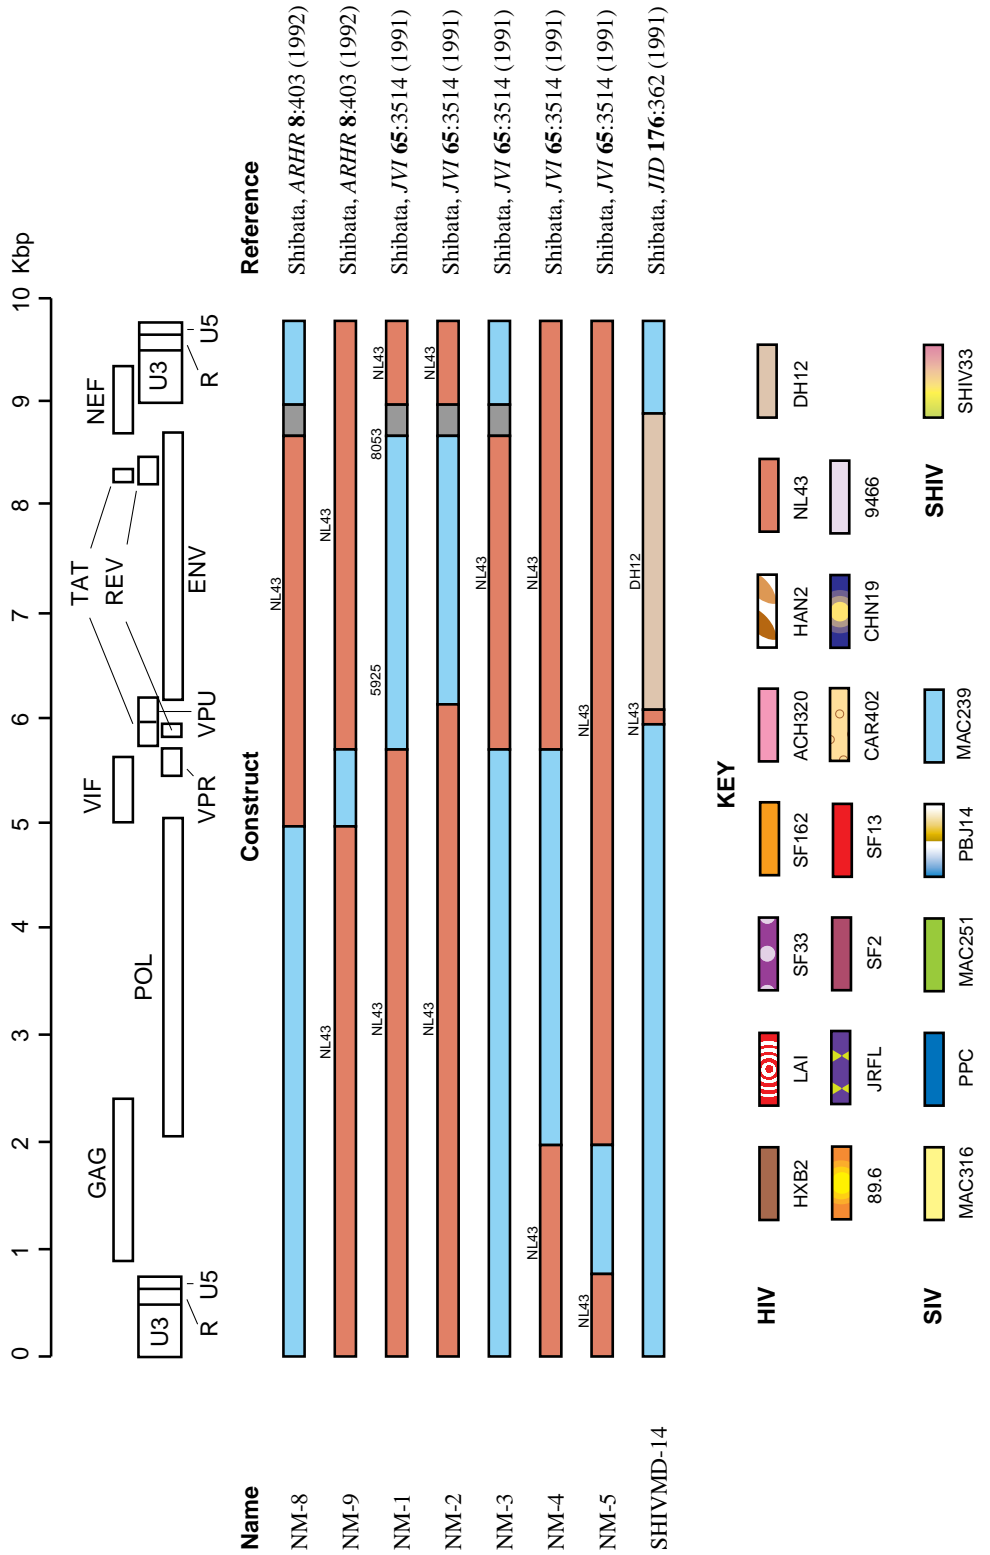 0 1 2 3 4 5 6 7 8 9 10 Kbp
GAG VIF TAT NEF
REV
U3 POL U3
ENV
R U5 VPR VPU R U5
Name Construct Reference
NL43
NM-8 Shibata, ARHR 8:403 (1992)
NL43 NL43
NM-9 Shibata, ARHR 8:403 (1992)
NL43 5925 8053 NL43
NM-1 Shibata, JVI 65:3514 (1991)
NL43 NL43
NM-2 Shibata, JVI 65:3514 (1991)
NL43
NM-3 Shibata, JVI 65:3514 (1991)
NL43 NL43
NM-4 Shibata, JVI 65:3514 (1991)
NL43 NL43
NM-5 Shibata, JVI 65:3514 (1991)
NL43 DH12
SHIVMD-14 Shibata, JID 176:362 (1991)
KEY
HIV
HXB2 LAI SF33 SF162 ACH320 HAN2 NL43 DH12
89.6 JRFL SF2 SF13 CAR402 CHN19 9466
SIV SHIV
MAC316 PPC MAC251 PBJ14 MAC239 SHIV33